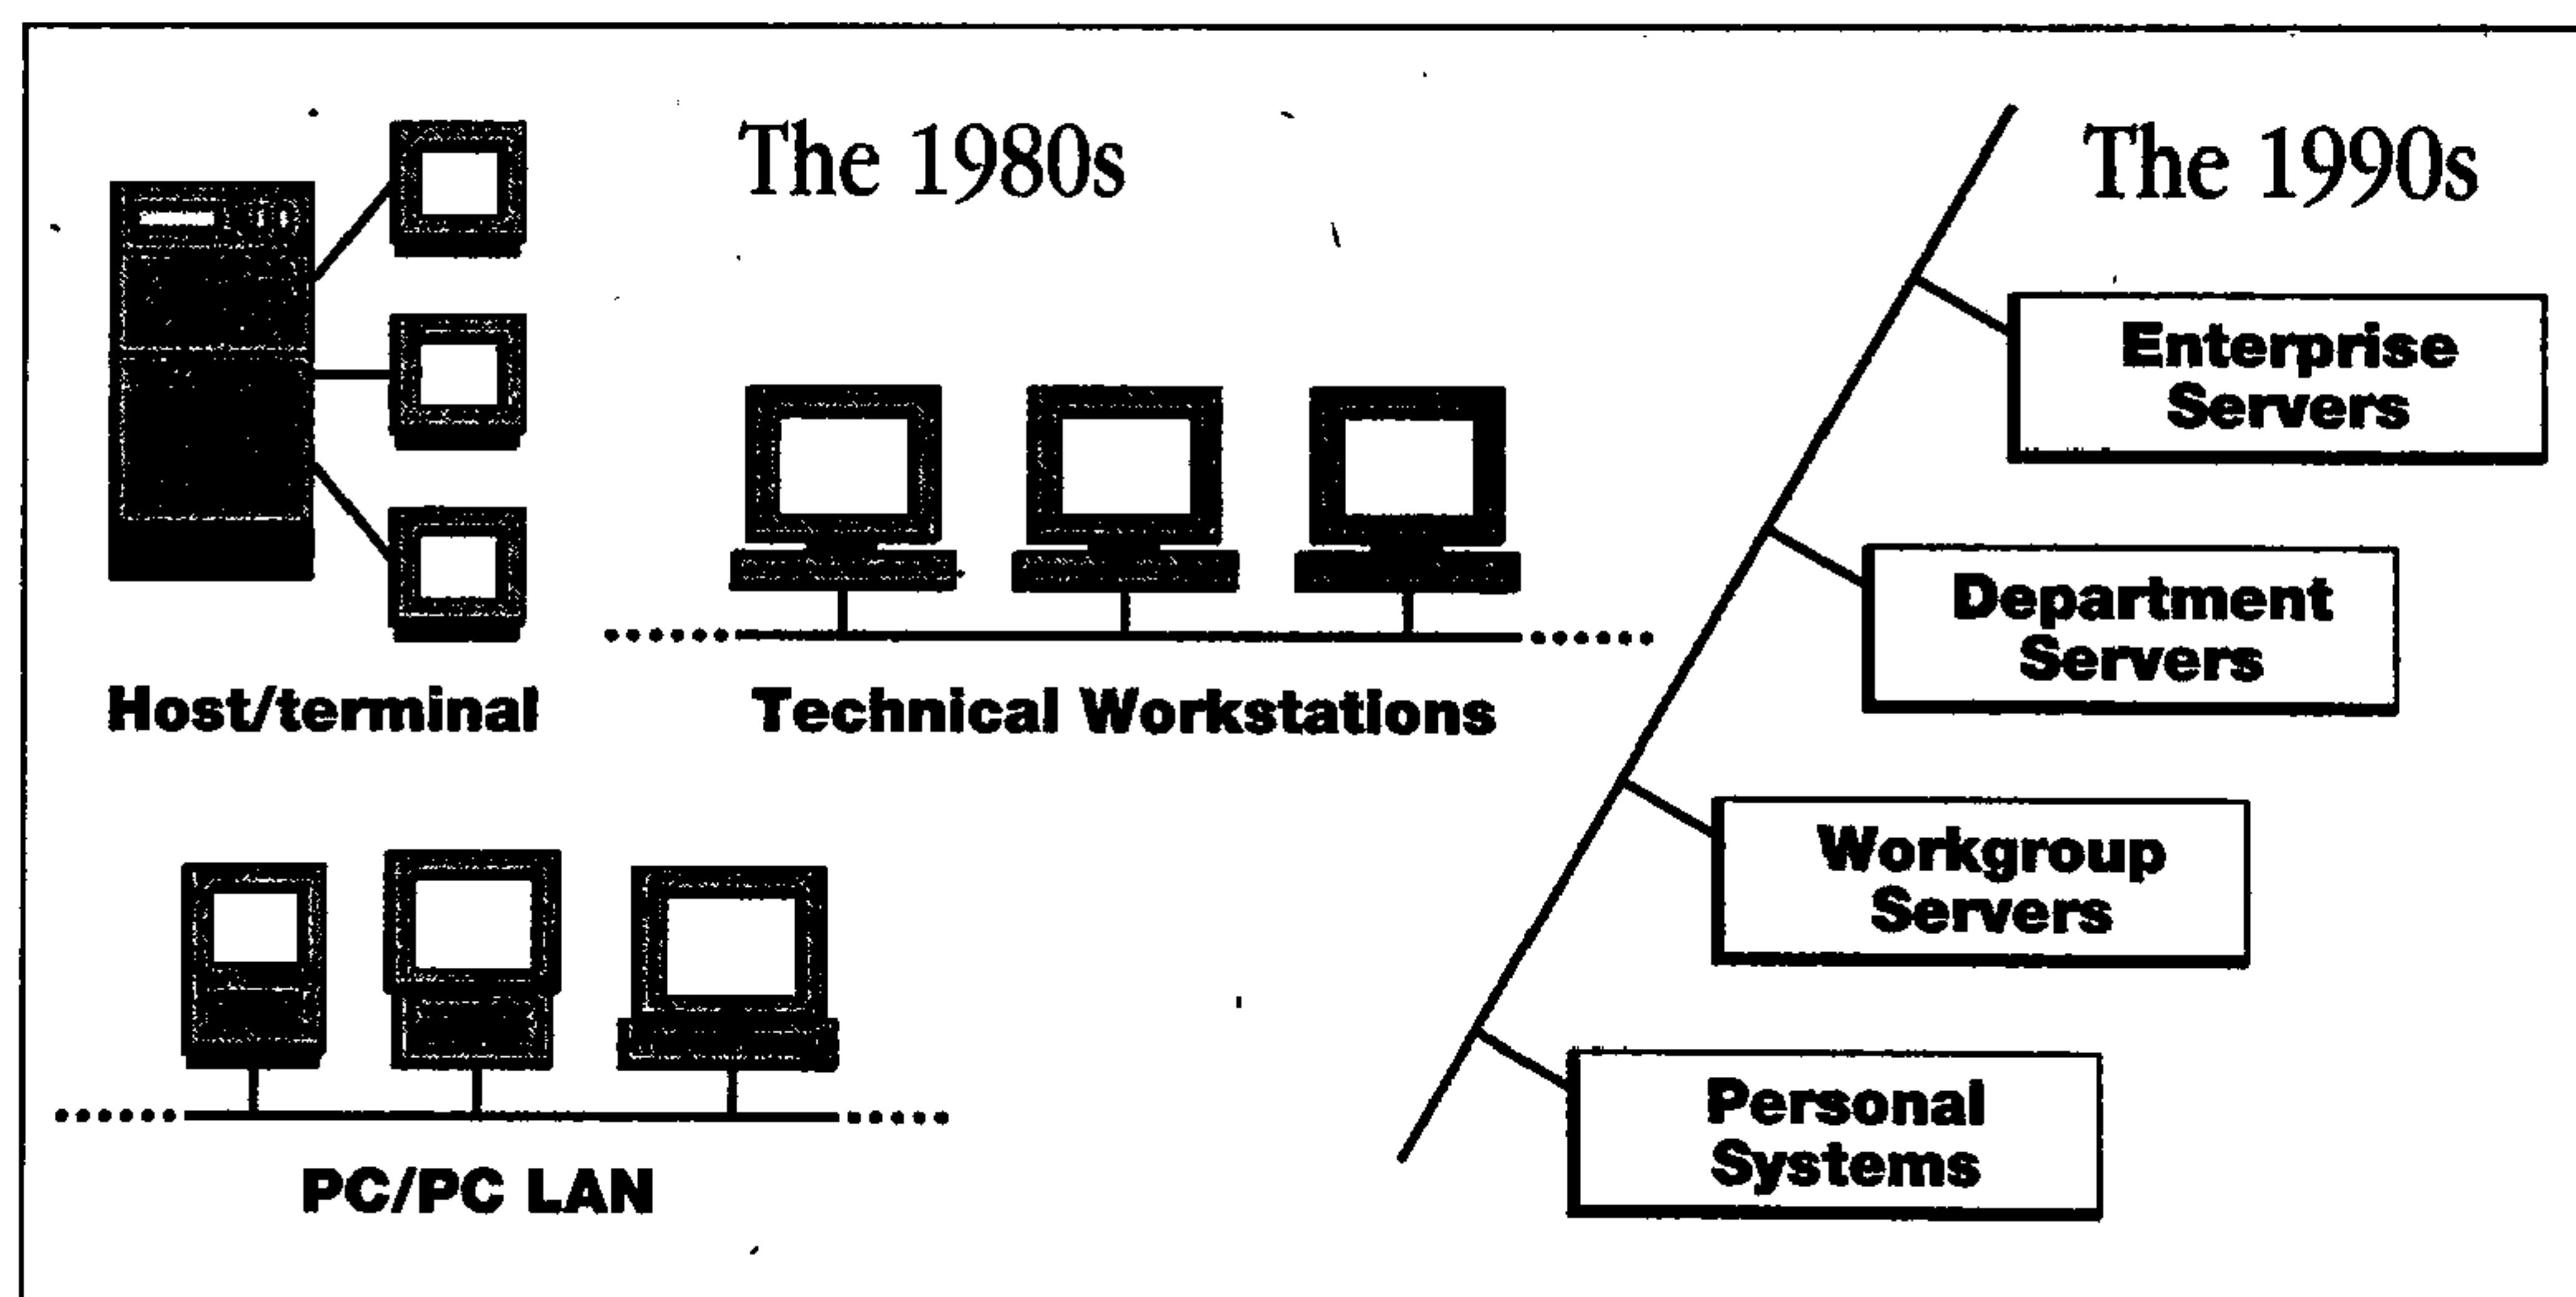 The 1980s
Host/terminal
Technical Workstations
PC/PC LAN
The 1990s
Enterprise
Servers
Department
Servers
Workgroup
Servers
Personal
Systems